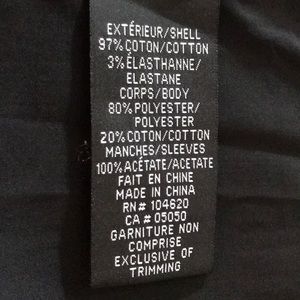 EXTÉRIEUR/SHELL
97% COTON/COTTON
3% ÉLASTHANNE/
ELASTANE
CORPS/BODY
80% POLYESTER/
POLYESTER
20% COTON/COTTON
MANCHES/SLEEVES
100% ACÉTATE/ACETATE
FAIT EN CHINE
MADE IN CHINA
RN# 104620
CA# 05050
GARNITURE NON
COMPRISE
EXCLUSIVE OF
TRIMMING